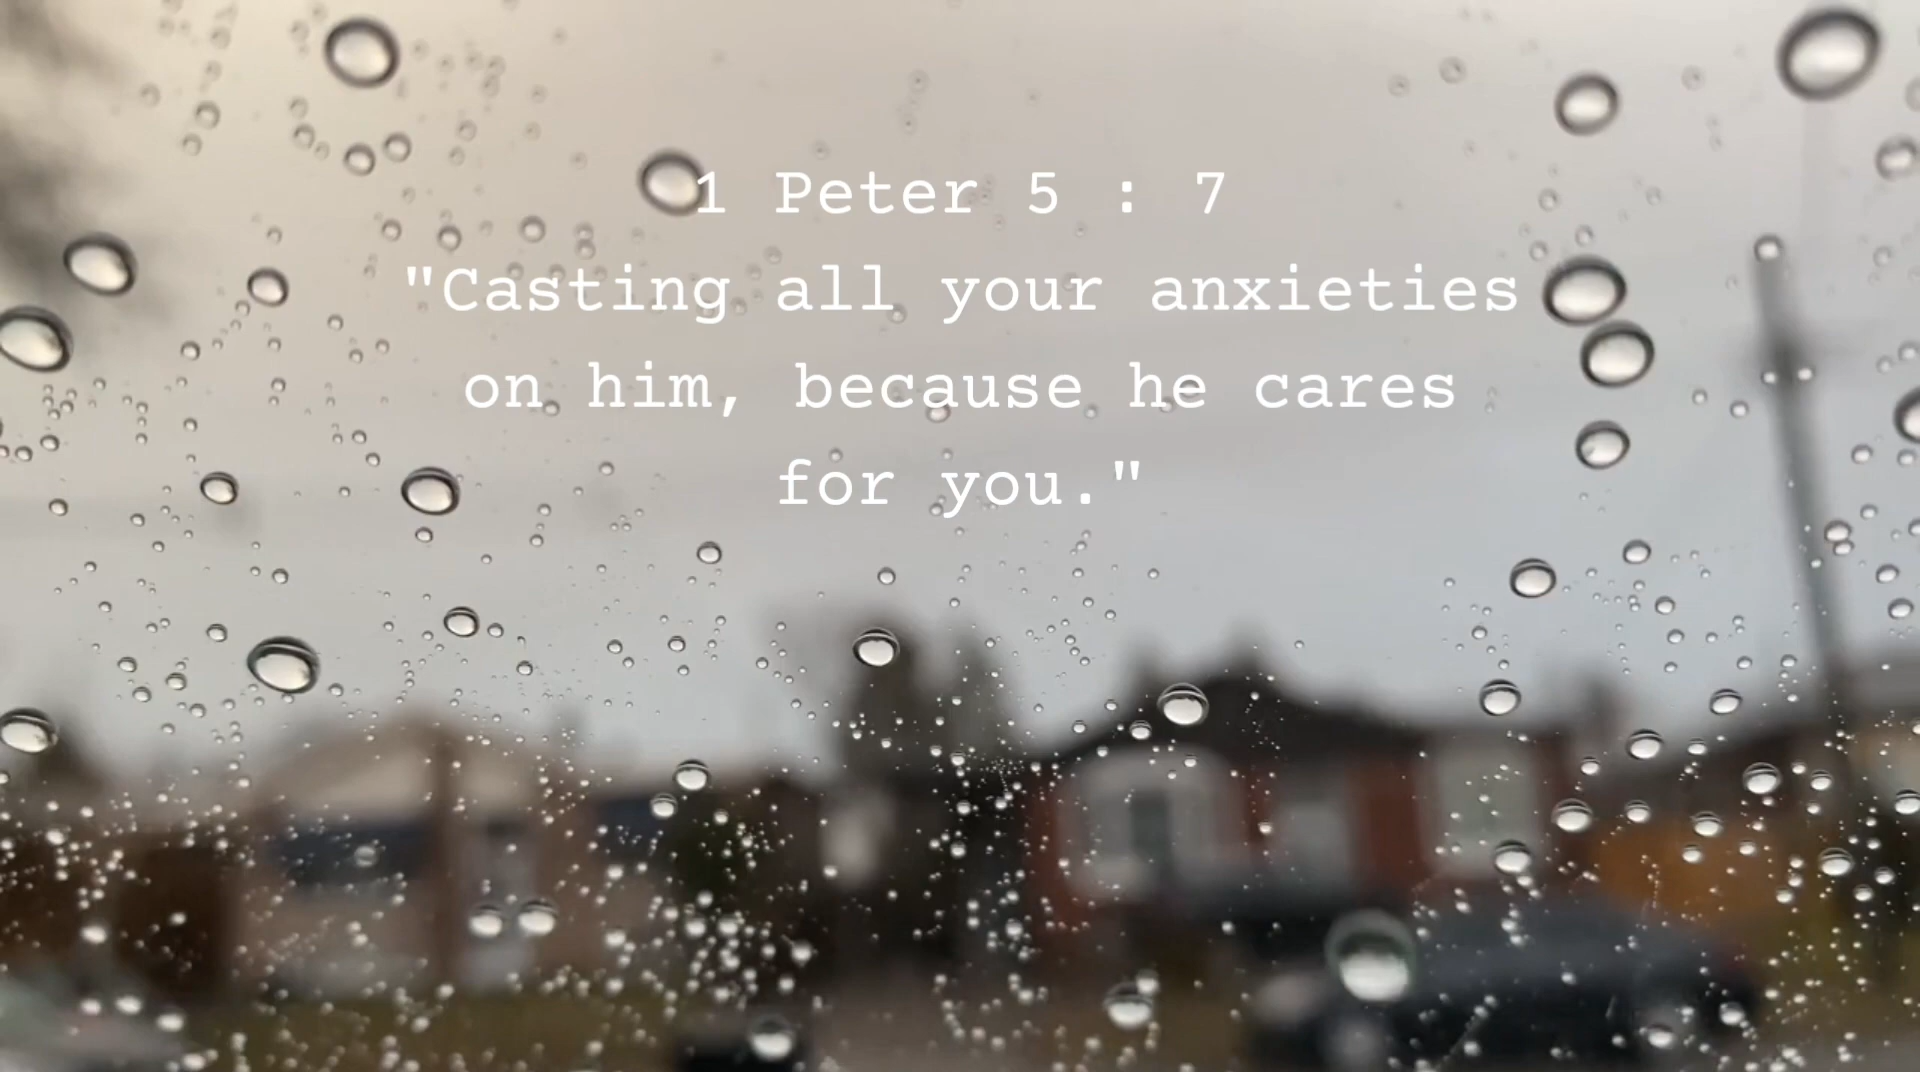 1 Peter 5 : 7
"Casting all your anxieties
on him, because he cares
for you."